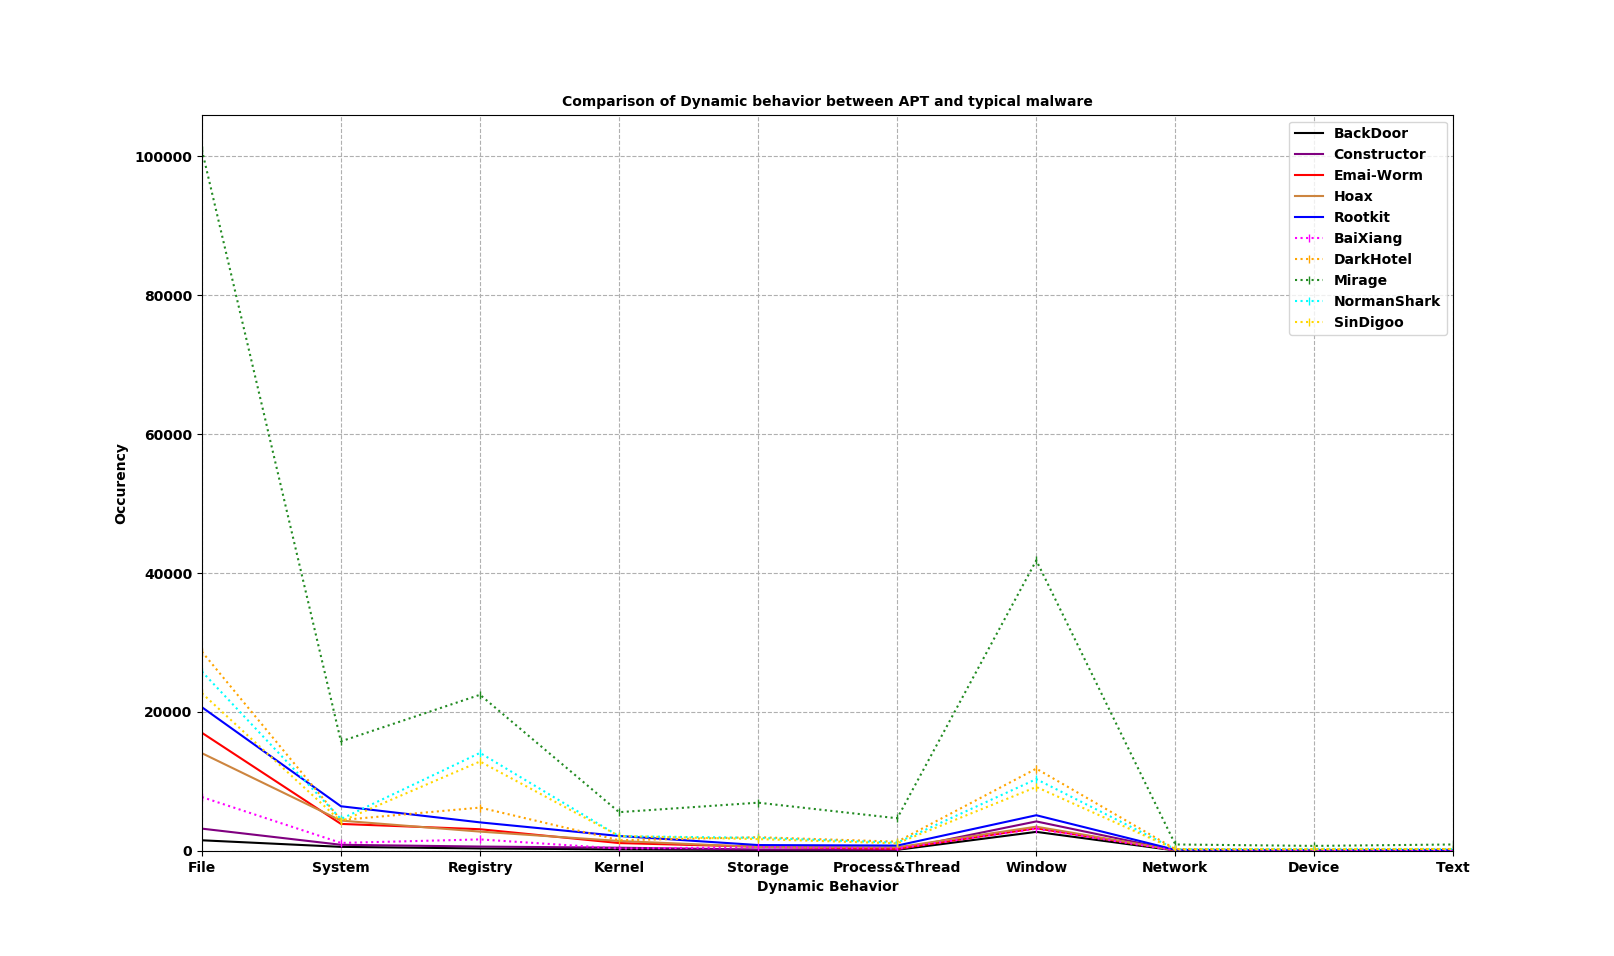 Comparison of Dynamic behavior between APT and typical malware
BackDoor
Constructor
Emai-Worm
Hoax
Rootkit
BaiXiang
DarkHotel
Mirage
NormanShark
SinDigoo
100000
80000
60000
40000
20000
0
Occurency
File System Registry Kernel Storage Process&Thread Window Network Device Text
Dynamic Behavior